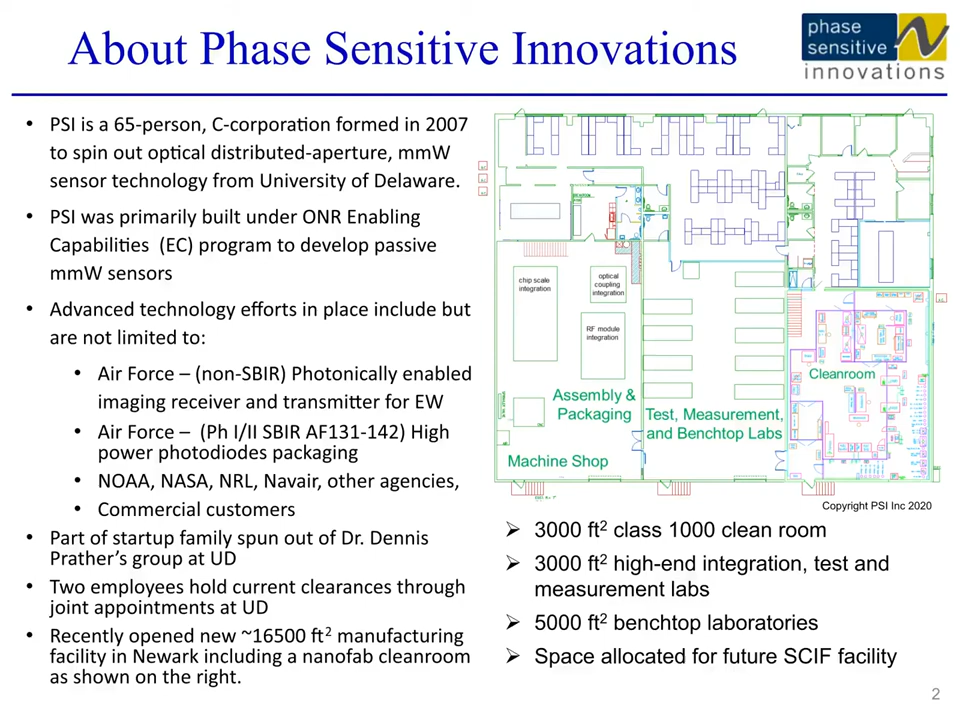 About Phase Sensitive Innovations
phase
sensitive
innovations
• PSI is a 65-person, C-corporation formed in 2007
to spin out optical distributed-aperture, mmW
sensor technology from University of Delaware.
• PSI was primarily built under ONR Enabling
Capabilities (EC) program to develop passive
mmW sensors
• Advanced technology efforts in place include but
are not limited to:
• Air Force – (non-SBIR) Photonically enabled
imaging receiver and transmitter for EW
• Air Force – (Ph I/II SBIR AF131-142) High
power photodiodes packaging
• NOAA, NASA, NRL, Navair, other agencies,
• Commercial customers
• Part of startup family spun out of Dr. Dennis
Prather’s group at UD
• Two employees hold current clearances through
joint appointments at UD
• Recently opened new ~16500 ft² manufacturing
facility in Newark including a nanofab cleanroom
as shown on the right.
chip scale
integration
optical
coupling
integration
RF module
integration
Assembly &
Packaging
Machine Shop
Test, Measurement,
and Benchtop Labs
Cleanroom
Copyright PSI Inc 2020
➢ 3000 ft² class 1000 clean room
➢ 3000 ft² high-end integration, test and
measurement labs
➢ 5000 ft² benchtop laboratories
➢ Space allocated for future SCIF facility
2